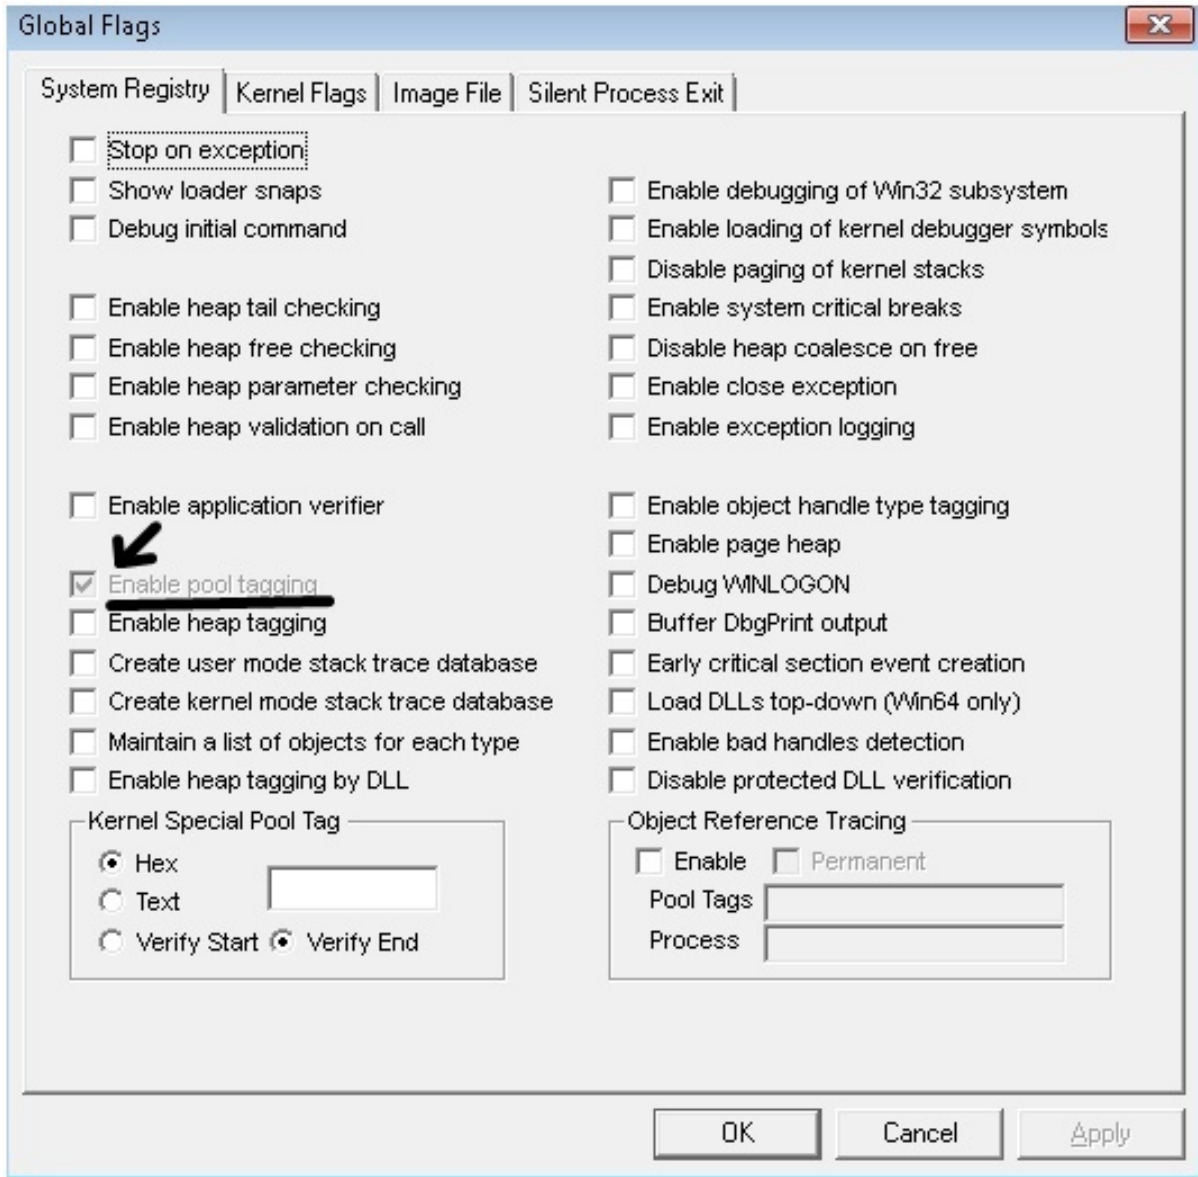 Global Flags
System Registry
Kernel Flags
Image File
Silent Process Exit
Stop on exception
Show loader snaps
Debug initial command
Enable heap tail checking
Enable heap free checking
Enable heap parameter checking
Enable heap validation on call
Enable application verifier
Enable pool tagging
Enable heap tagging
Create user mode stack trace database
Create kernel mode stack trace database
Maintain a list of objects for each type
Enable heap tagging by DLL
Enable debugging of Win32 subsystem
Enable loading of kernel debugger symbols
Disable paging of kernel stacks
Enable system critical breaks
Disable heap coalesce on free
Enable close exception
Enable exception logging
Enable object handle type tagging
Enable page heap
Debug WINLOGON
Buffer DbgPrint output
Early critical section event creation
Load DLLs top-down (Win64 only)
Enable bad handles detection
Disable protected DLL verification
Kernel Special Pool Tag
Hex
Text
Verify Start Verify End
Object Reference Tracing
Enable Permanent
Pool Tags
Process
OK
Cancel
Apply